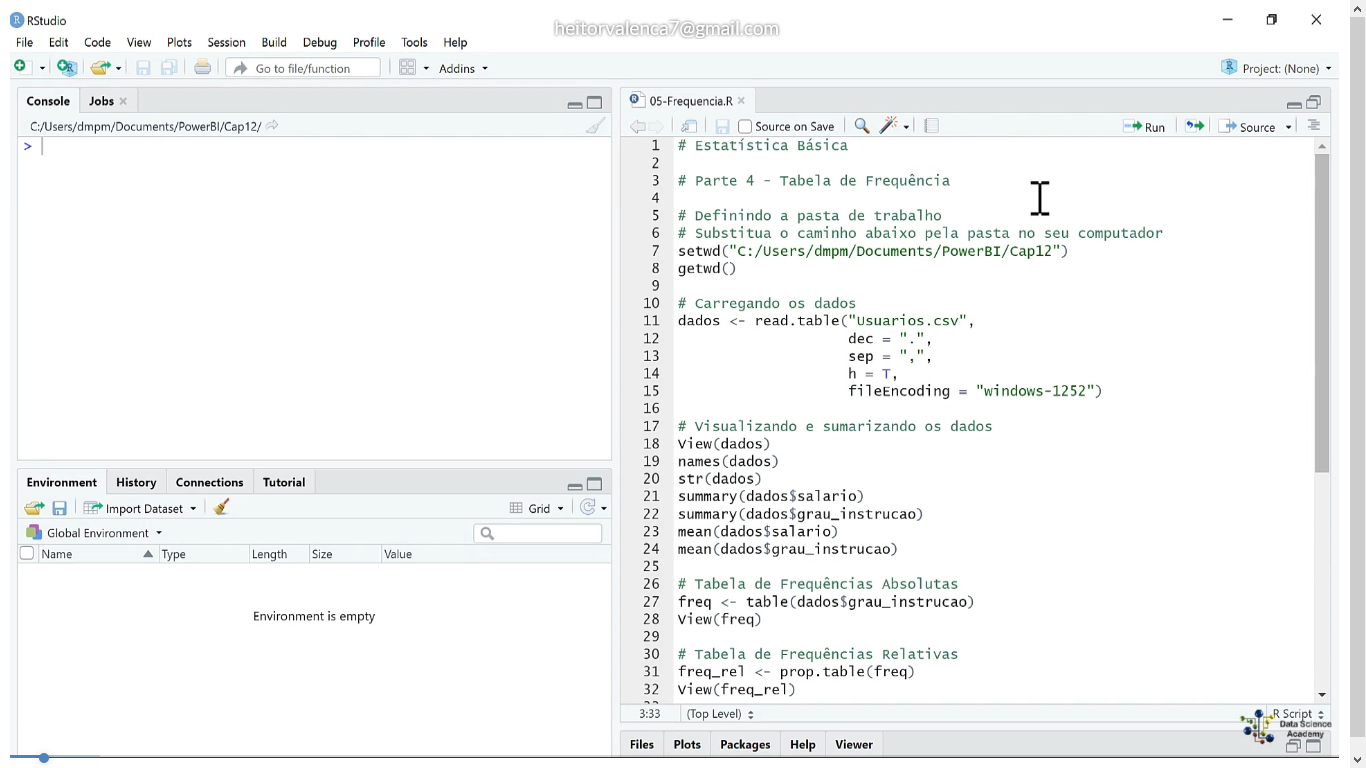 RStudio
heitorvalenca7@gmail.com
File Edit Code View Plots Session Build Debug Profile Tools Help
Go to file/function Addins Project: (None)
Console Jobs
C:/Users/dmpm/Documents/PowerBI/Cap12/
>
Environment History Connections Tutorial
Import Dataset Grid
Global Environment
Name Type Length Size Value
Environment is empty
05-Frequencia.R
Source on Save Run Source
1 # Estatística Básica
2
3 # Parte 4 - Tabela de Frequência
4
5 # Definindo a pasta de trabalho
6 # Substitua o caminho abaixo pela pasta no seu computador
7 setwd("C:/Users/dmpm/Documents/PowerBI/Cap12")
8 getwd()
9
10 # Carregando os dados
11 dados <- read.table("Usuarios.csv",
12 dec = ".",
13 sep = ",",
14 h = T,
15 fileEncoding = "windows-1252")
16
17 # Visualizando e sumarizando os dados
18 View(dados)
19 names(dados)
20 str(dados)
21 summary(dados$salario)
22 summary(dados$grau_instrucao)
23 mean(dados$salario)
24 mean(dados$grau_instrucao)
25
26 # Tabela de Frequências Absolutas
27 freq <- table(dados$grau_instrucao)
28 View(freq)
29
30 # Tabela de Frequências Relativas
31 freq_rel <- prop.table(freq)
32 View(freq_rel)
3:33 (Top Level) R Script
Data Science
Academy
Files Plots Packages Help Viewer